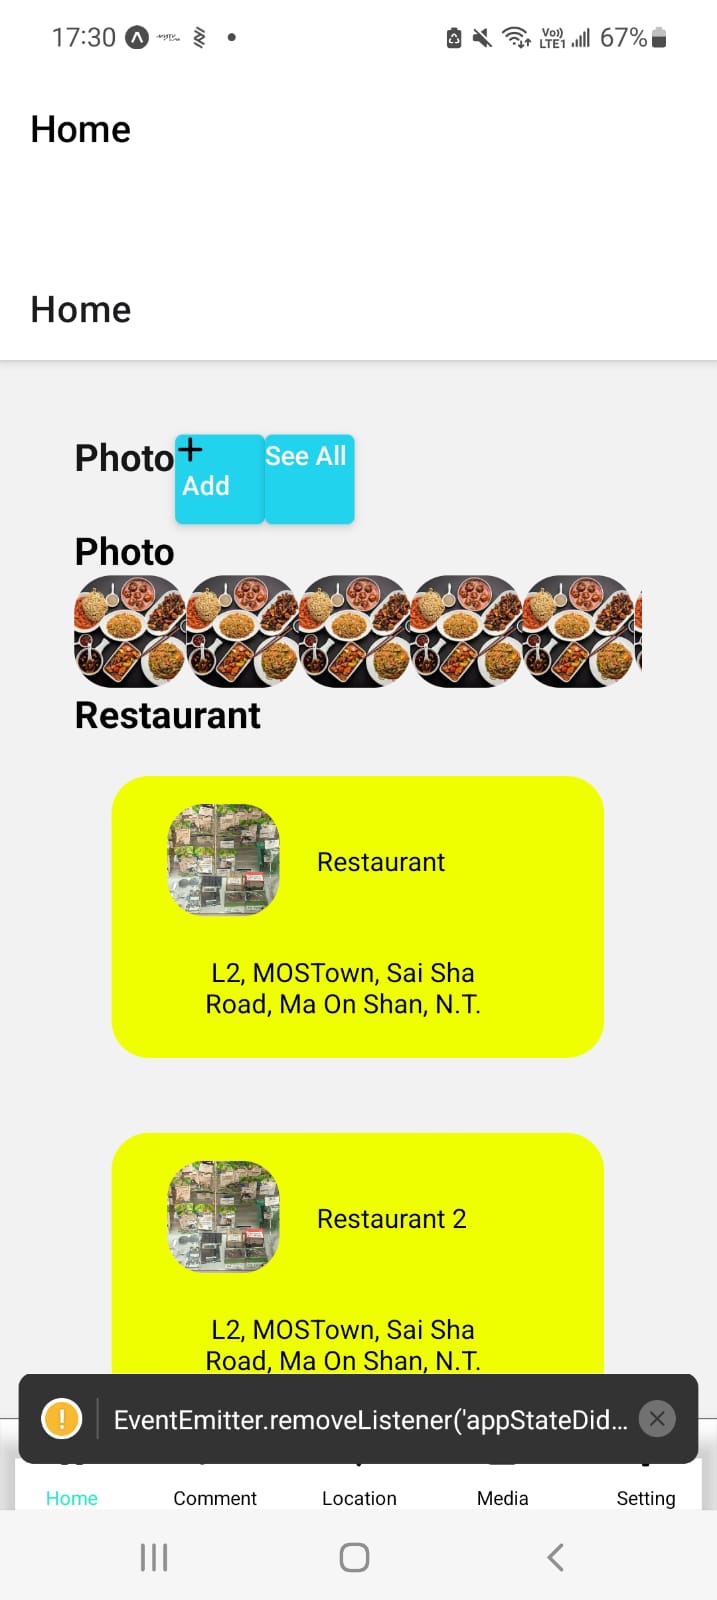 17:30
Vo))
LTE1
67%
Home
Home
Photo
Add
See All
Photo
Restaurant
Restaurant
L2, MOSTown, Sai Sha
Road, Ma On Shan, N.T.
Restaurant 2
L2, MOSTown, Sai Sha
Road, Ma On Shan, N.T.
EventEmitter.removeListener('appStateDid...
Home
Comment
Location
Media
Setting